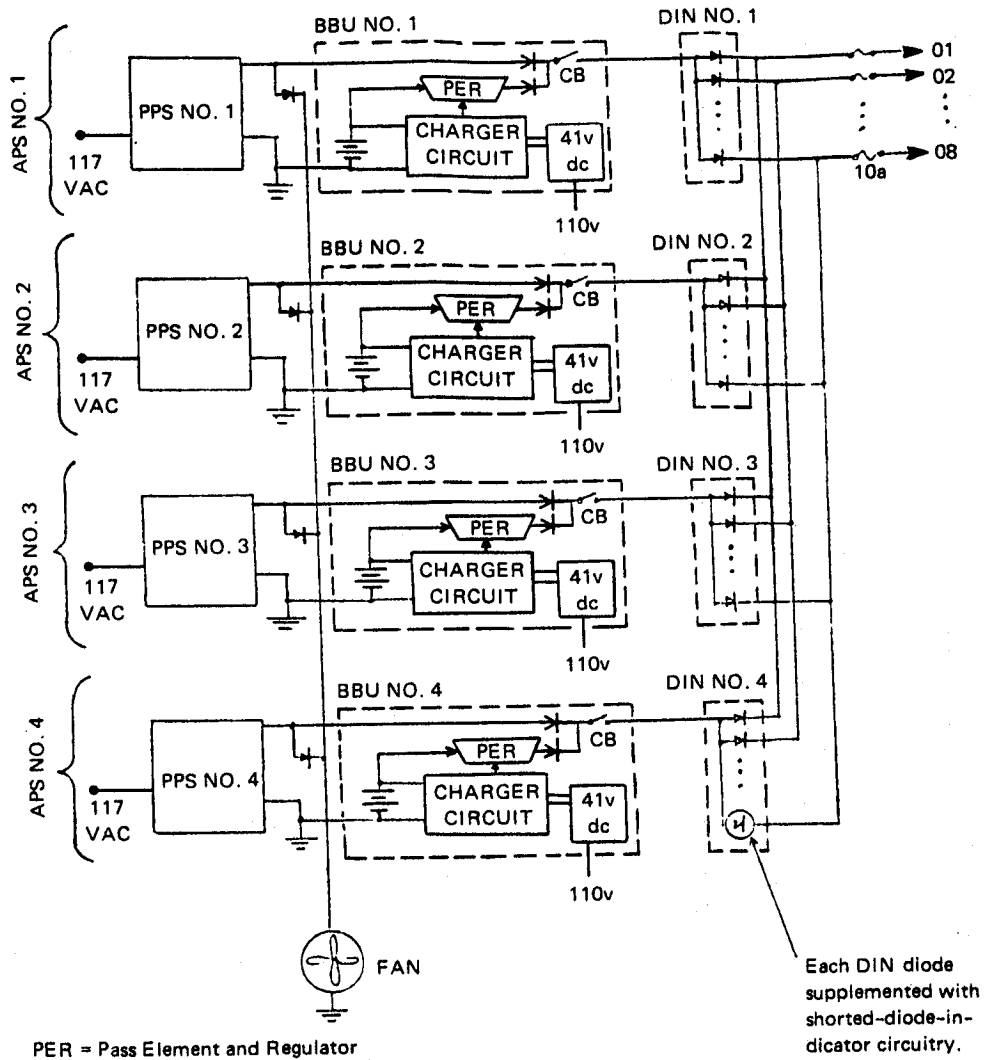 BBU NO. 1
DIN NO. 1
APS NO. 1
PPS NO. 1
117
VAC
PER
CB
CHARGER
CIRCUIT
41v
dc
110v
01
02
08
10a
BBU NO. 2
DIN NO. 2
APS NO. 2
PPS NO. 2
117
VAC
PER
CB
CHARGER
CIRCUIT
41v
dc
110v
BBU NO. 3
DIN NO. 3
APS NO. 3
PPS NO. 3
117
VAC
PER
CB
CHARGER
CIRCUIT
41v
dc
110v
BBU NO. 4
DIN NO. 4
APS NO. 4
PPS NO. 4
117
VAC
PER
CB
CHARGER
CIRCUIT
41v
dc
110v
FAN
Each DIN diode
supplemented with
shorted-diode-in-
dicator circuitry.
PER = Pass Element and Regulator